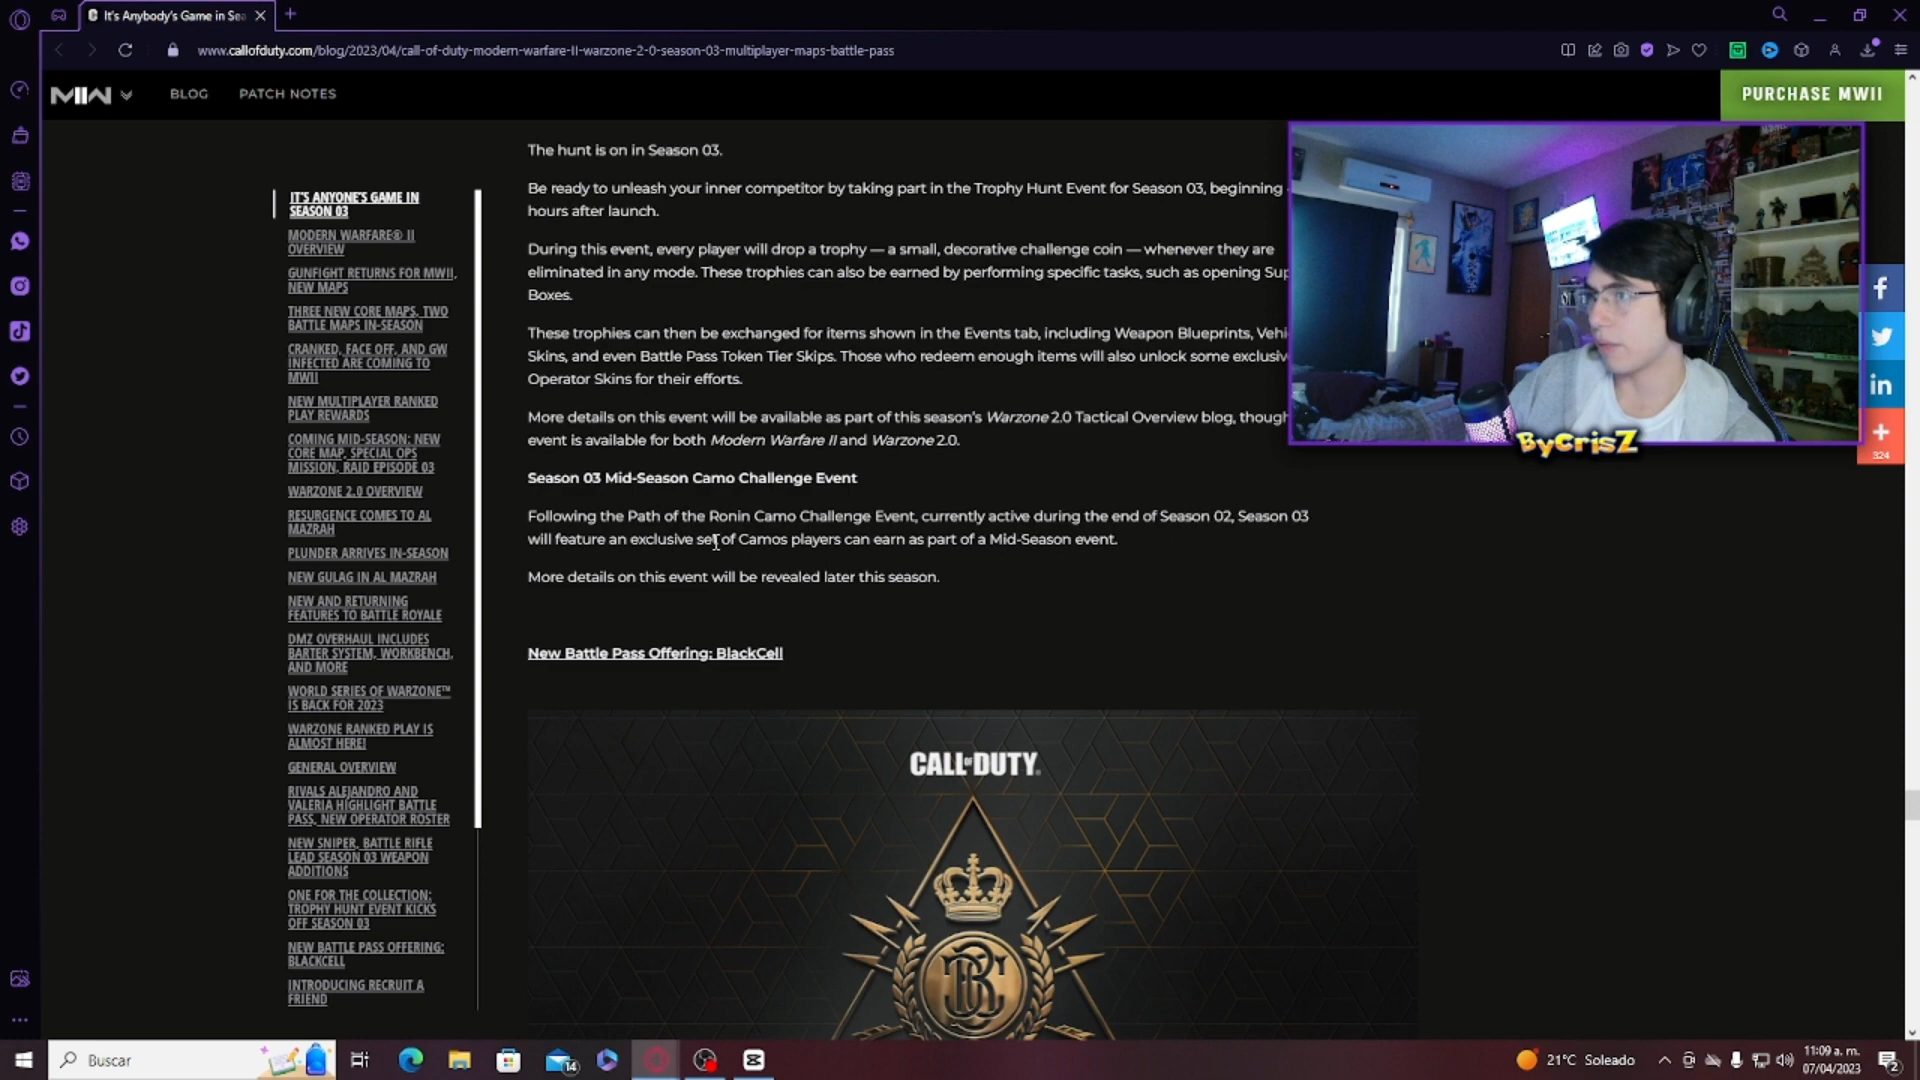 It's Anybody's Game in Sea
www.callofduty.com/blog/2023/04/call-of-duty-modern-warfare-II-warzone-2-0-season-03-multiplayer-maps-battle-pass
MWII
BLOG
PATCH NOTES
PURCHASE MWII
IT'S ANYONE'S GAME IN
SEASON 03
MODERN WARFARE® II
OVERVIEW
GUNFIGHT RETURNS FOR MWII,
NEW MAPS
THREE NEW CORE MAPS, TWO
BATTLE MAPS IN-SEASON
CRANKED, FACE OFF, AND GW
INFECTED ARE COMING TO
MWII
NEW MULTIPLAYER RANKED
PLAY REWARDS
COMING MID-SEASON: NEW
CORE MAP, SPECIAL OPS
MISSION, RAID EPISODE 03
WARZONE 2.0 OVERVIEW
RESURGENCE COMES TO AL
MAZRAH
PLUNDER ARRIVES IN-SEASON
NEW GULAG IN AL MAZRAH
NEW AND RETURNING
FEATURES TO BATTLE ROYALE
DMZ OVERHAUL INCLUDES
BARTER SYSTEM, WORKBENCH,
AND MORE
WORLD SERIES OF WARZONE™
IS BACK FOR 2023
WARZONE RANKED PLAY IS
ALMOST HERE!
GENERAL OVERVIEW
RIVALS ALEJANDRO AND
VALERIA HIGHLIGHT BATTLE
PASS, NEW OPERATOR ROSTER
NEW SNIPER, BATTLE RIFLE
LEAD SEASON 03 WEAPON
ADDITIONS
ONE FOR THE COLLECTION:
TROPHY HUNT EVENT KICKS
OFF SEASON 03
NEW BATTLE PASS OFFERING:
BLACKCELL
INTRODUCING RECRUIT A
FRIEND
The hunt is on in Season 03.
Be ready to unleash your inner competitor by taking part in the Trophy Hunt Event for Season 03, beginning
hours after launch.
During this event, every player will drop a trophy — a small, decorative challenge coin — whenever they are
eliminated in any mode. These trophies can also be earned by performing specific tasks, such as opening Sup
Boxes.
These trophies can then be exchanged for items shown in the Events tab, including Weapon Blueprints, Vehi
Skins, and even Battle Pass Token Tier Skips. Those who redeem enough items will also unlock some exclusiv
Operator Skins for their efforts.
More details on this event will be available as part of this season's Warzone 2.0 Tactical Overview blog, though
event is available for both Modern Warfare II and Warzone 2.0.
Season 03 Mid-Season Camo Challenge Event
Following the Path of the Ronin Camo Challenge Event, currently active during the end of Season 02, Season 03
will feature an exclusive set of Camos players can earn as part of a Mid-Season event.
More details on this event will be revealed later this season.
New Battle Pass Offering: BlackCell
CALL OF DUTY®
ByCrisZ
324
Buscar
14
21°C Soleado
11:09 a. m.
07/04/2023
2